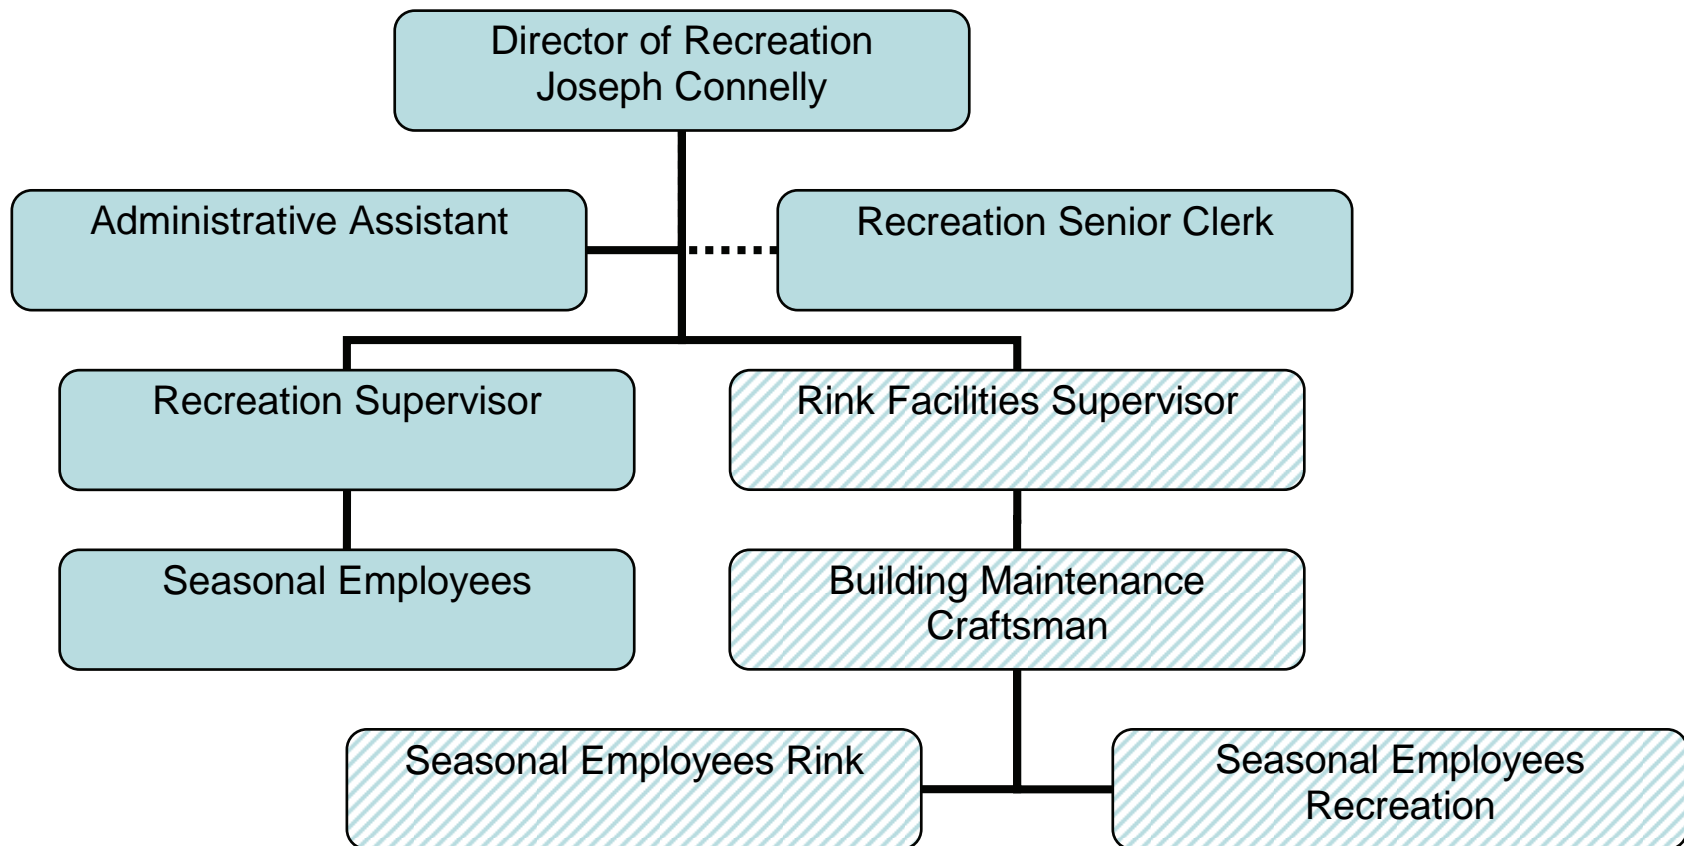 Director of Recreation
Joseph Connelly
Administrative Assistant
Recreation Senior Clerk
Recreation Supervisor
Rink Facilities Supervisor
Seasonal Employees
Building Maintenance
Craftsman
Seasonal Employees Rink
Seasonal Employees
Recreation